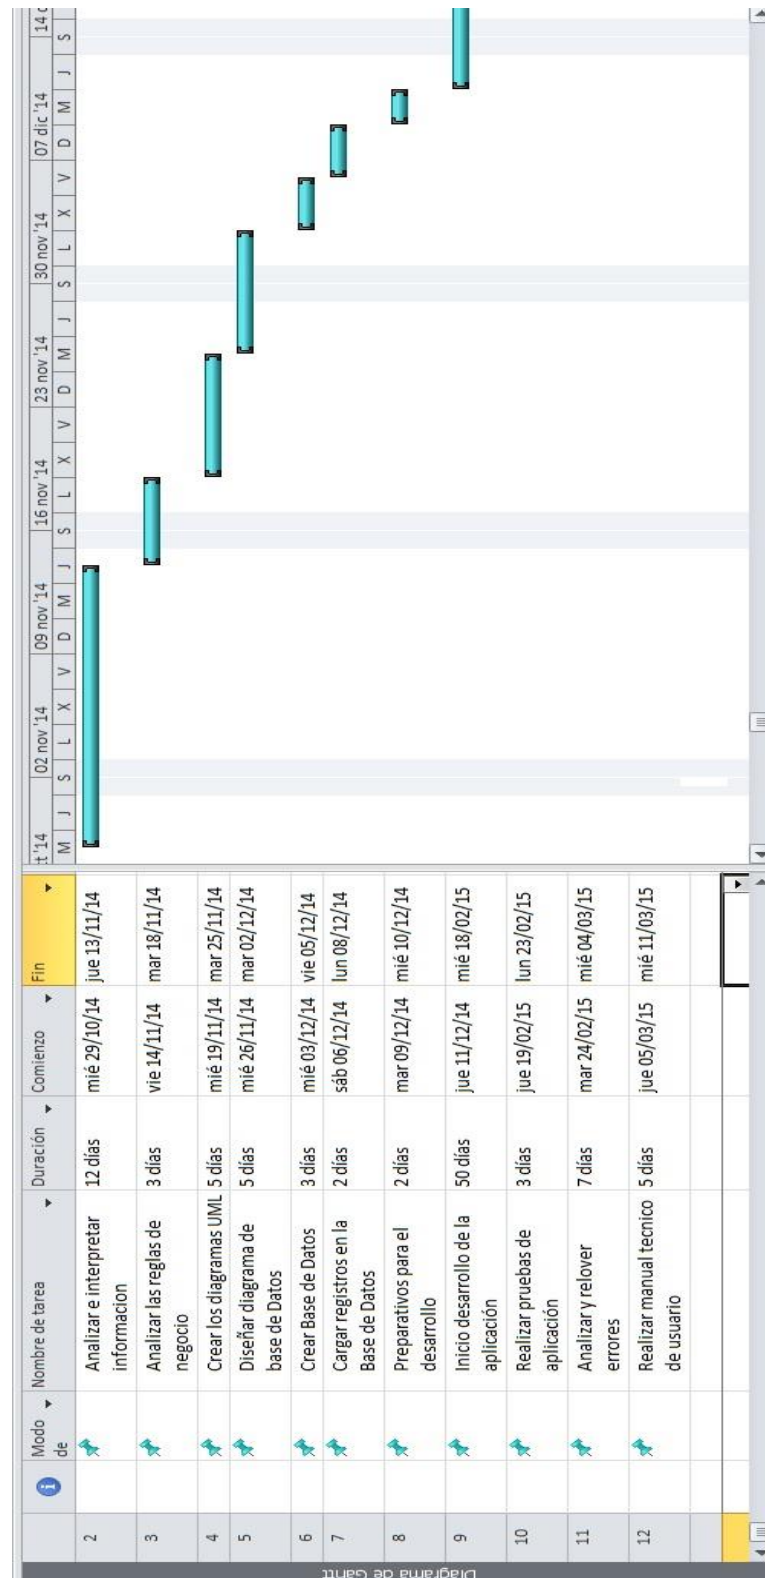 Modo de
Nombre de tarea
Duración
Comienzo
Fin
2
Analizar e interpretar
informacion
12 días
mié 29/10/14
jue 13/11/14
3
Analizar las reglas de
negocio
3 días
vie 14/11/14
mar 18/11/14
4
Crear los diagramas UML
5 días
mié 19/11/14
mar 25/11/14
5
Diseñar diagrama de
base de Datos
5 días
mié 26/11/14
mar 02/12/14
6
Crear Base de Datos
3 días
mié 03/12/14
vie 05/12/14
7
Cargar registros en la
Base de Datos
2 días
sáb 06/12/14
lun 08/12/14
8
Preparativos para el
desarrollo
2 días
mar 09/12/14
mié 10/12/14
9
Inicio desarrollo de la
aplicación
50 días
jue 11/12/14
mié 18/02/15
10
Realizar pruebas de
aplicación
3 días
jue 19/02/15
lun 23/02/15
11
Analizar y relover
errores
7 días
mar 24/02/15
mié 04/03/15
12
Realizar manual tecnico
de usuario
5 días
jue 05/03/15
mié 11/03/15
Diagrama de Gantt
t '14
02 nov '14
09 nov '14
16 nov '14
23 nov '14
30 nov '14
07 dic '14
14 d
M J S L X V D M J S L X V D M J S L X V D M J S